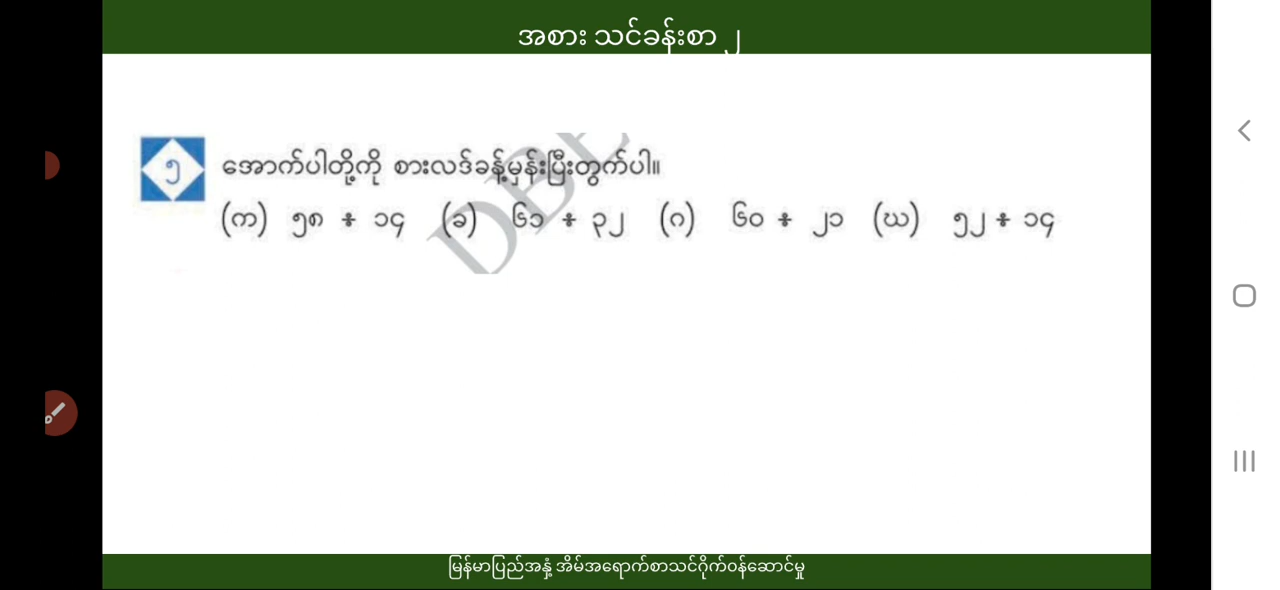 အစား သင်ခန်းစာ ၂
၅ အောက်ပါတို့ကို စားလဒ်ခန့်မှန်းပြီးတွက်ပါ။
(က) ၅၈ ÷ ၁၄ (ခ) ၆၁ ÷ ၃၂ (ဂ) ၆၀ ÷ ၂၁ (ဃ) ၅၂ ÷ ၁၄
DBE
မြန်မာပြည်အနှံ့ အိမ်အရောက်စာသင်ဝိုက်ဝန်ဆောင်မှု